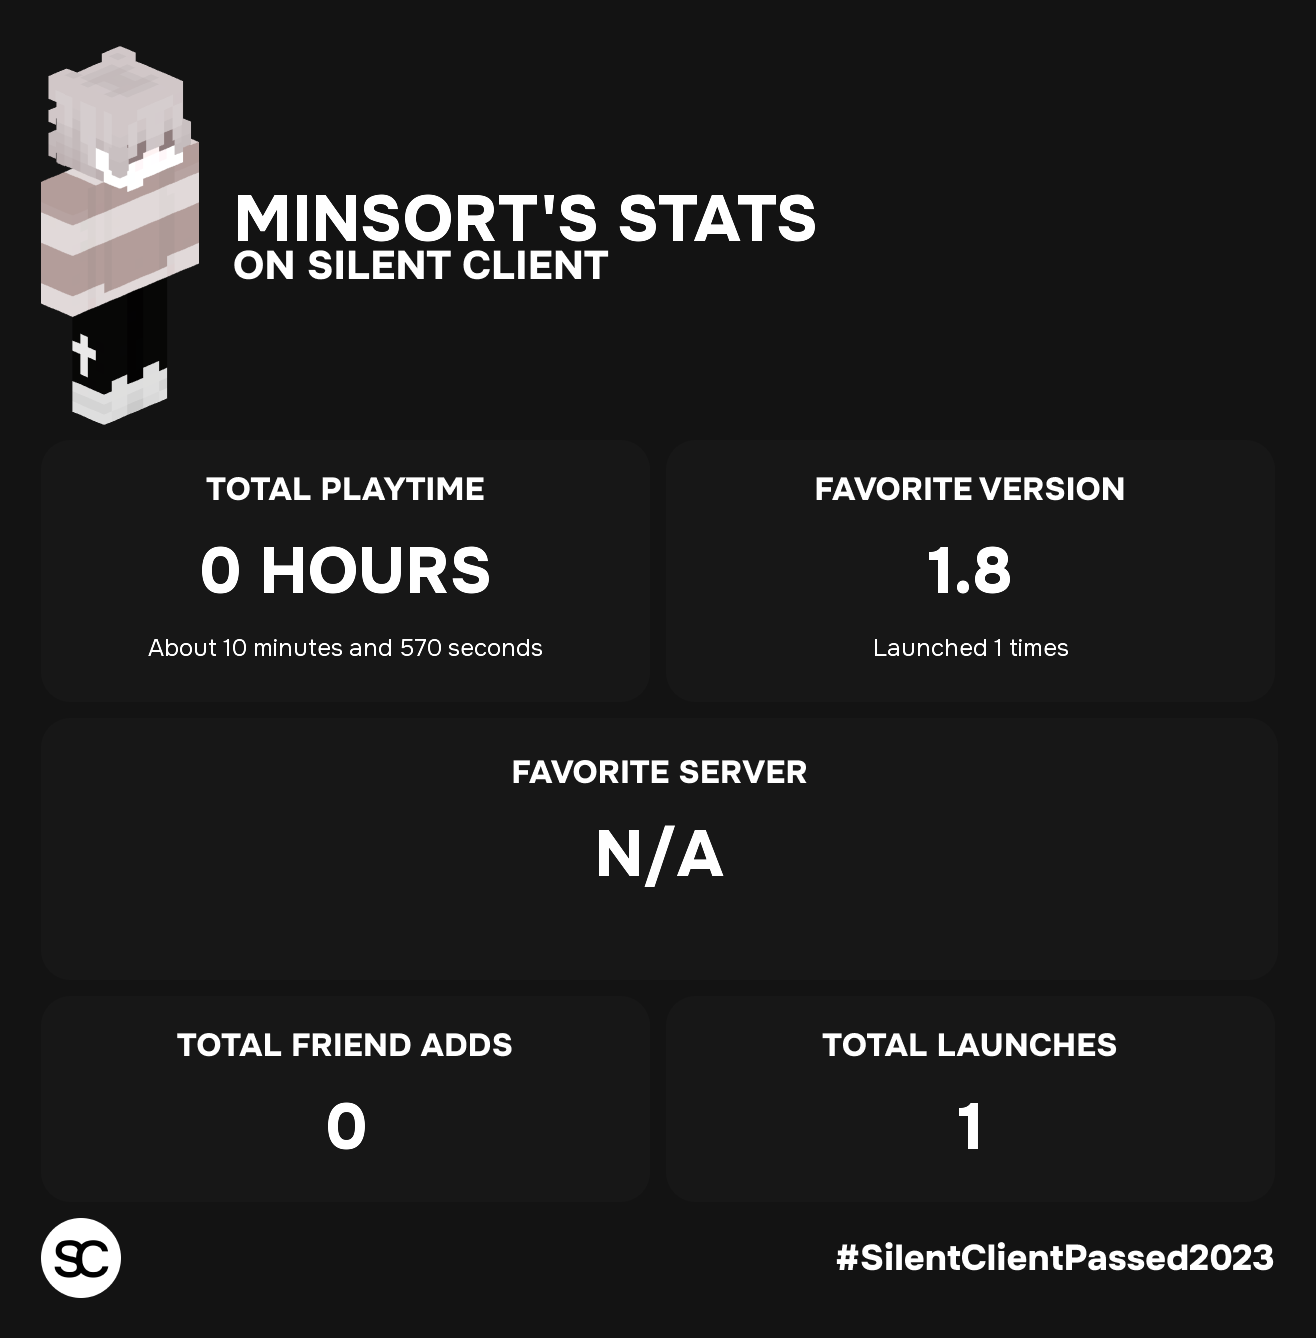 MINSORT'S STATS
ON SILENT CLIENT
TOTAL PLAYTIME
0 HOURS
About 10 minutes and 570 seconds
FAVORITE VERSION
1.8
Launched 1 times
FAVORITE SERVER
N/A
TOTAL FRIEND ADDS
0
TOTAL LAUNCHES
1
SC
#SilentClientPassed2023